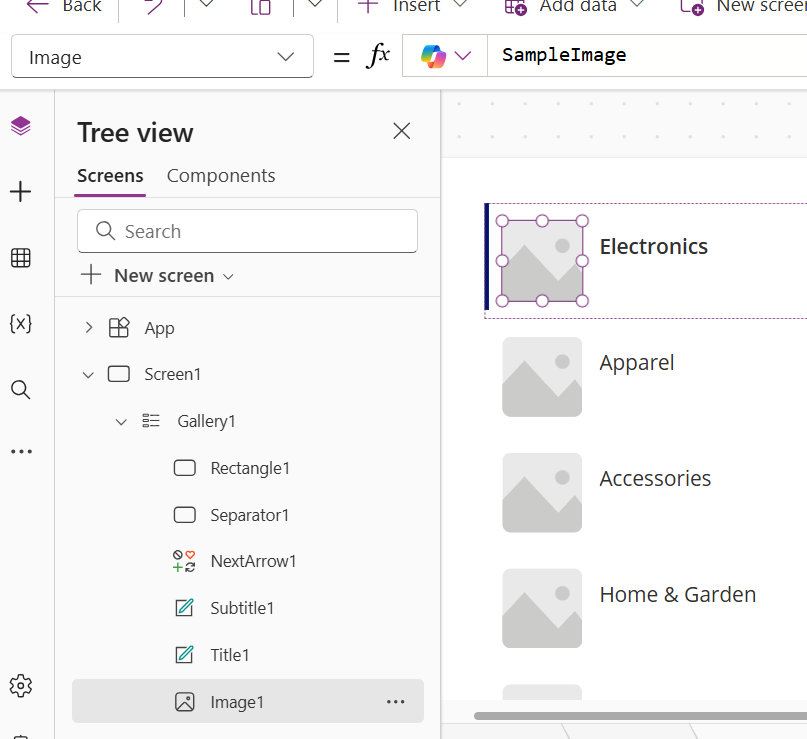 Back
Insert
Add data
New screen
Image
= fx
SampleImage
Tree view
Screens
Components
Search
New screen
App
Screen1
Gallery1
Rectangle1
Separator1
NextArrow1
Subtitle1
Title1
Image1
Electronics
Apparel
Accessories
Home & Garden